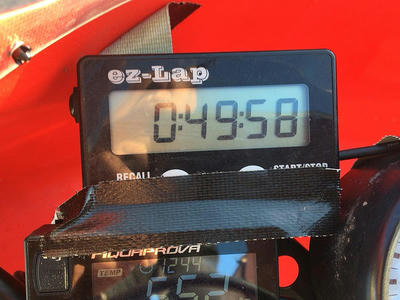 ez-Lap
0:49:58
RECALL START/STOP
AQUAPROVA
TEMP